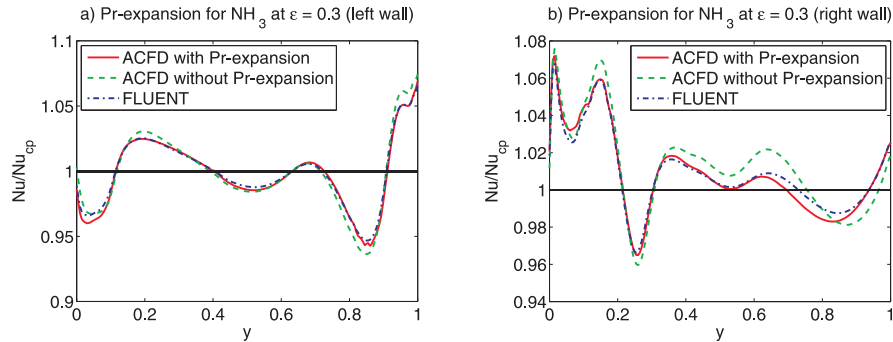 a) Pr-expansion for NH3 at ε = 0.3 (left wall)
1.1
1.05
1
0.95
0.9
Nu/Nucp
ACFD with Pr-expansion
ACFD without Pr-expansion
FLUENT
0 0.2 0.4 0.6 0.8 1
y
b) Pr-expansion for NH3 at ε = 0.3 (right wall)
1.08
1.06
1.04
1.02
1
0.98
0.96
0.94
Nu/Nucp
ACFD with Pr-expansion
ACFD without Pr-expansion
FLUENT
0 0.2 0.4 0.6 0.8 1
y